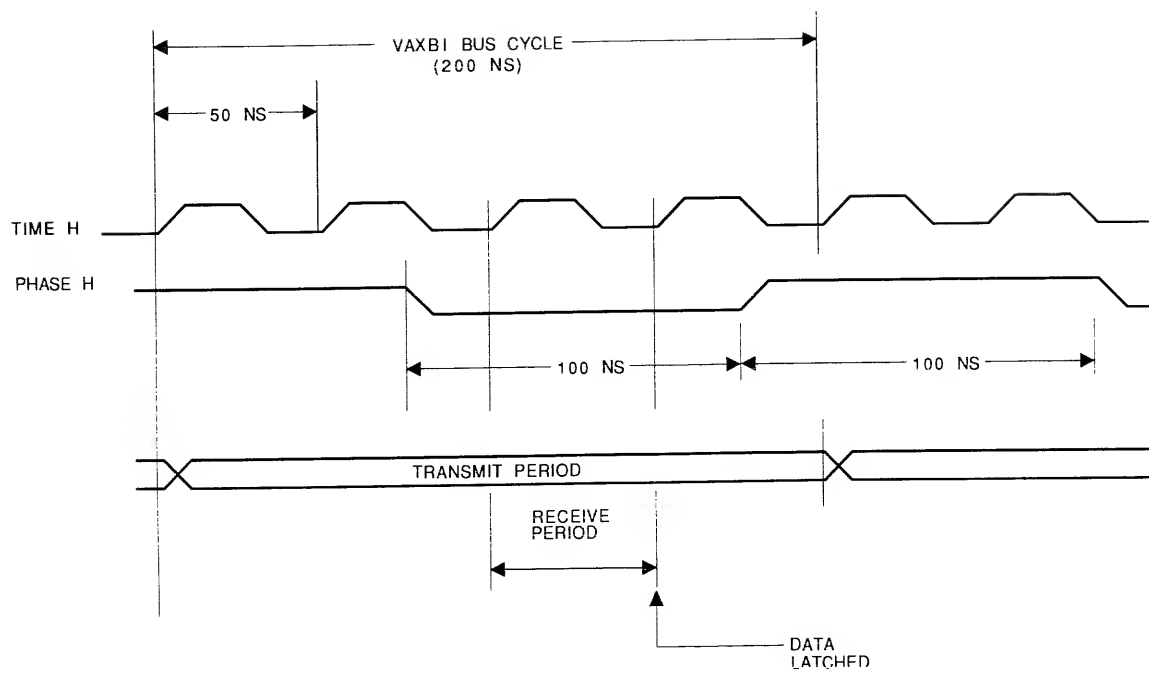 VAXBI BUS CYCLE
(200 NS)
50 NS
TIME H
PHASE H
100 NS
100 NS
TRANSMIT PERIOD
RECEIVE
PERIOD
DATA
LATCHED